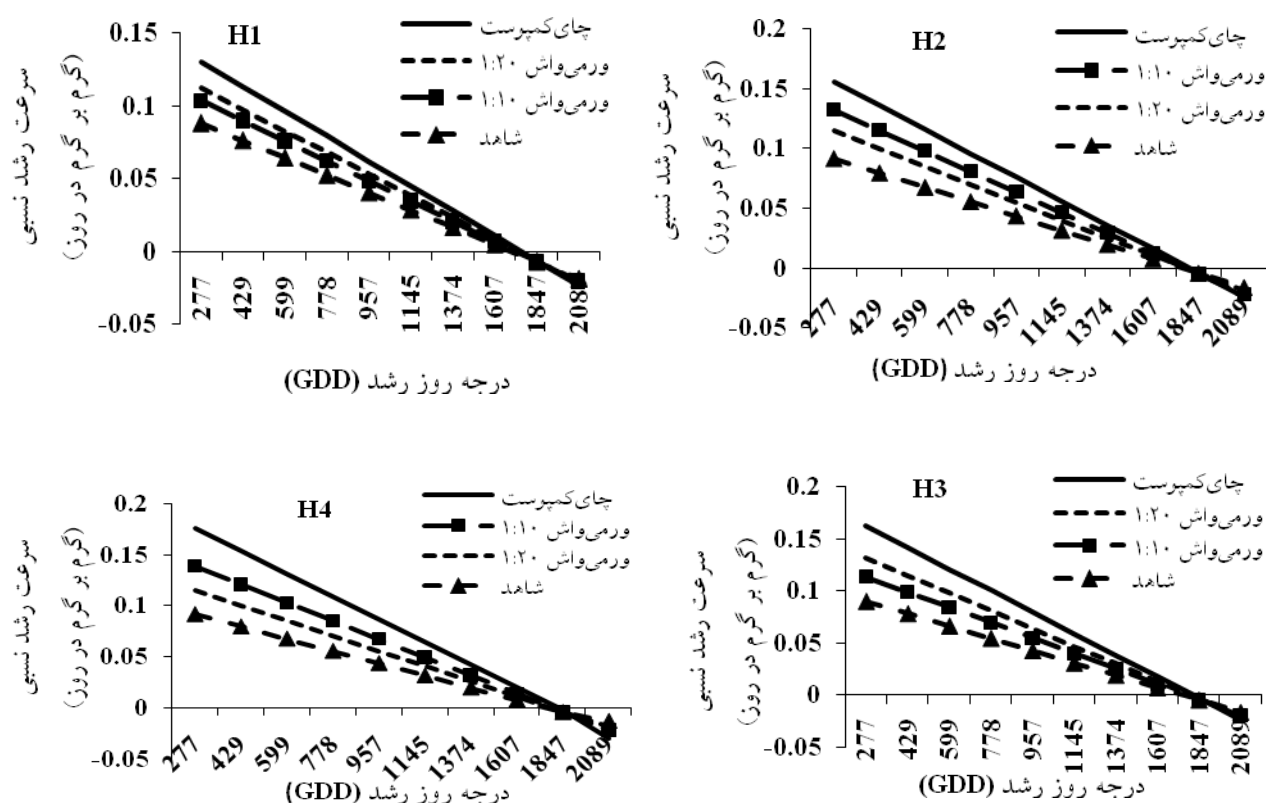 H1
0.15
0.1
0.05
0
-0.05
سرعت رشد نسبی
(گرم بر گرم در روز)
چای‌کمپوست
ورمی‌واش ۱:۲۰
ورمی‌واش ۱:۱۰
شاهد
277 429 599 778 957 1145 1374 1607 1847 2089
درجه روز رشد (GDD)
H2
0.2
0.15
0.1
0.05
0
-0.05
سرعت رشد نسبی
(گرم بر گرم در روز)
چای‌کمپوست
ورمی‌واش ۱:۱۰
ورمی‌واش ۱:۲۰
شاهد
277 429 599 778 957 1145 1374 1607 1847 2089
درجه روز رشد (GDD)
H4
0.2
0.15
0.1
0.05
0
-0.05
سرعت رشد نسبی
(گرم بر گرم در روز)
چای‌کمپوست
ورمی‌واش ۱:۱۰
ورمی‌واش ۱:۲۰
شاهد
277 429 599 778 957 1145 1374 1607 1847 2089
درجه روز رشد (GDD)
H3
0.2
0.15
0.1
0.05
0
-0.05
سرعت رشد نسبی
(گرم بر گرم در روز)
چای‌کمپوست
ورمی‌واش ۱:۲۰
ورمی‌واش ۱:۱۰
شاهد
277 429 599 778 957 1145 1374 1607 1847 2089
درجه روز رشد (GDD)